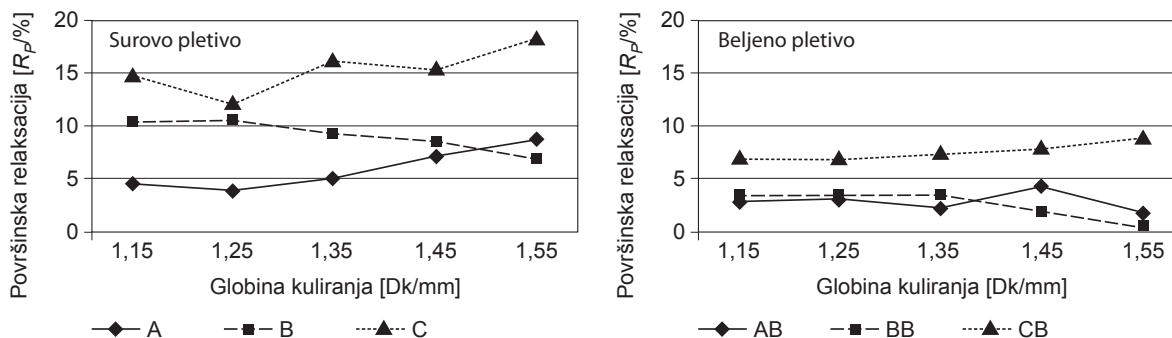 Površinska relaksacija [R_P/%]
20
15
10
5
0
Surovo pletivo
1,15 1,25 1,35 1,45 1,55
Globina kuliranja [Dk/mm]
A B C
Površinska relaksacija [R_P/%]
20
15
10
5
0
Beljeno pletivo
1,15 1,25 1,35 1,45 1,55
Globina kuliranja [Dk/mm]
AB BB CB